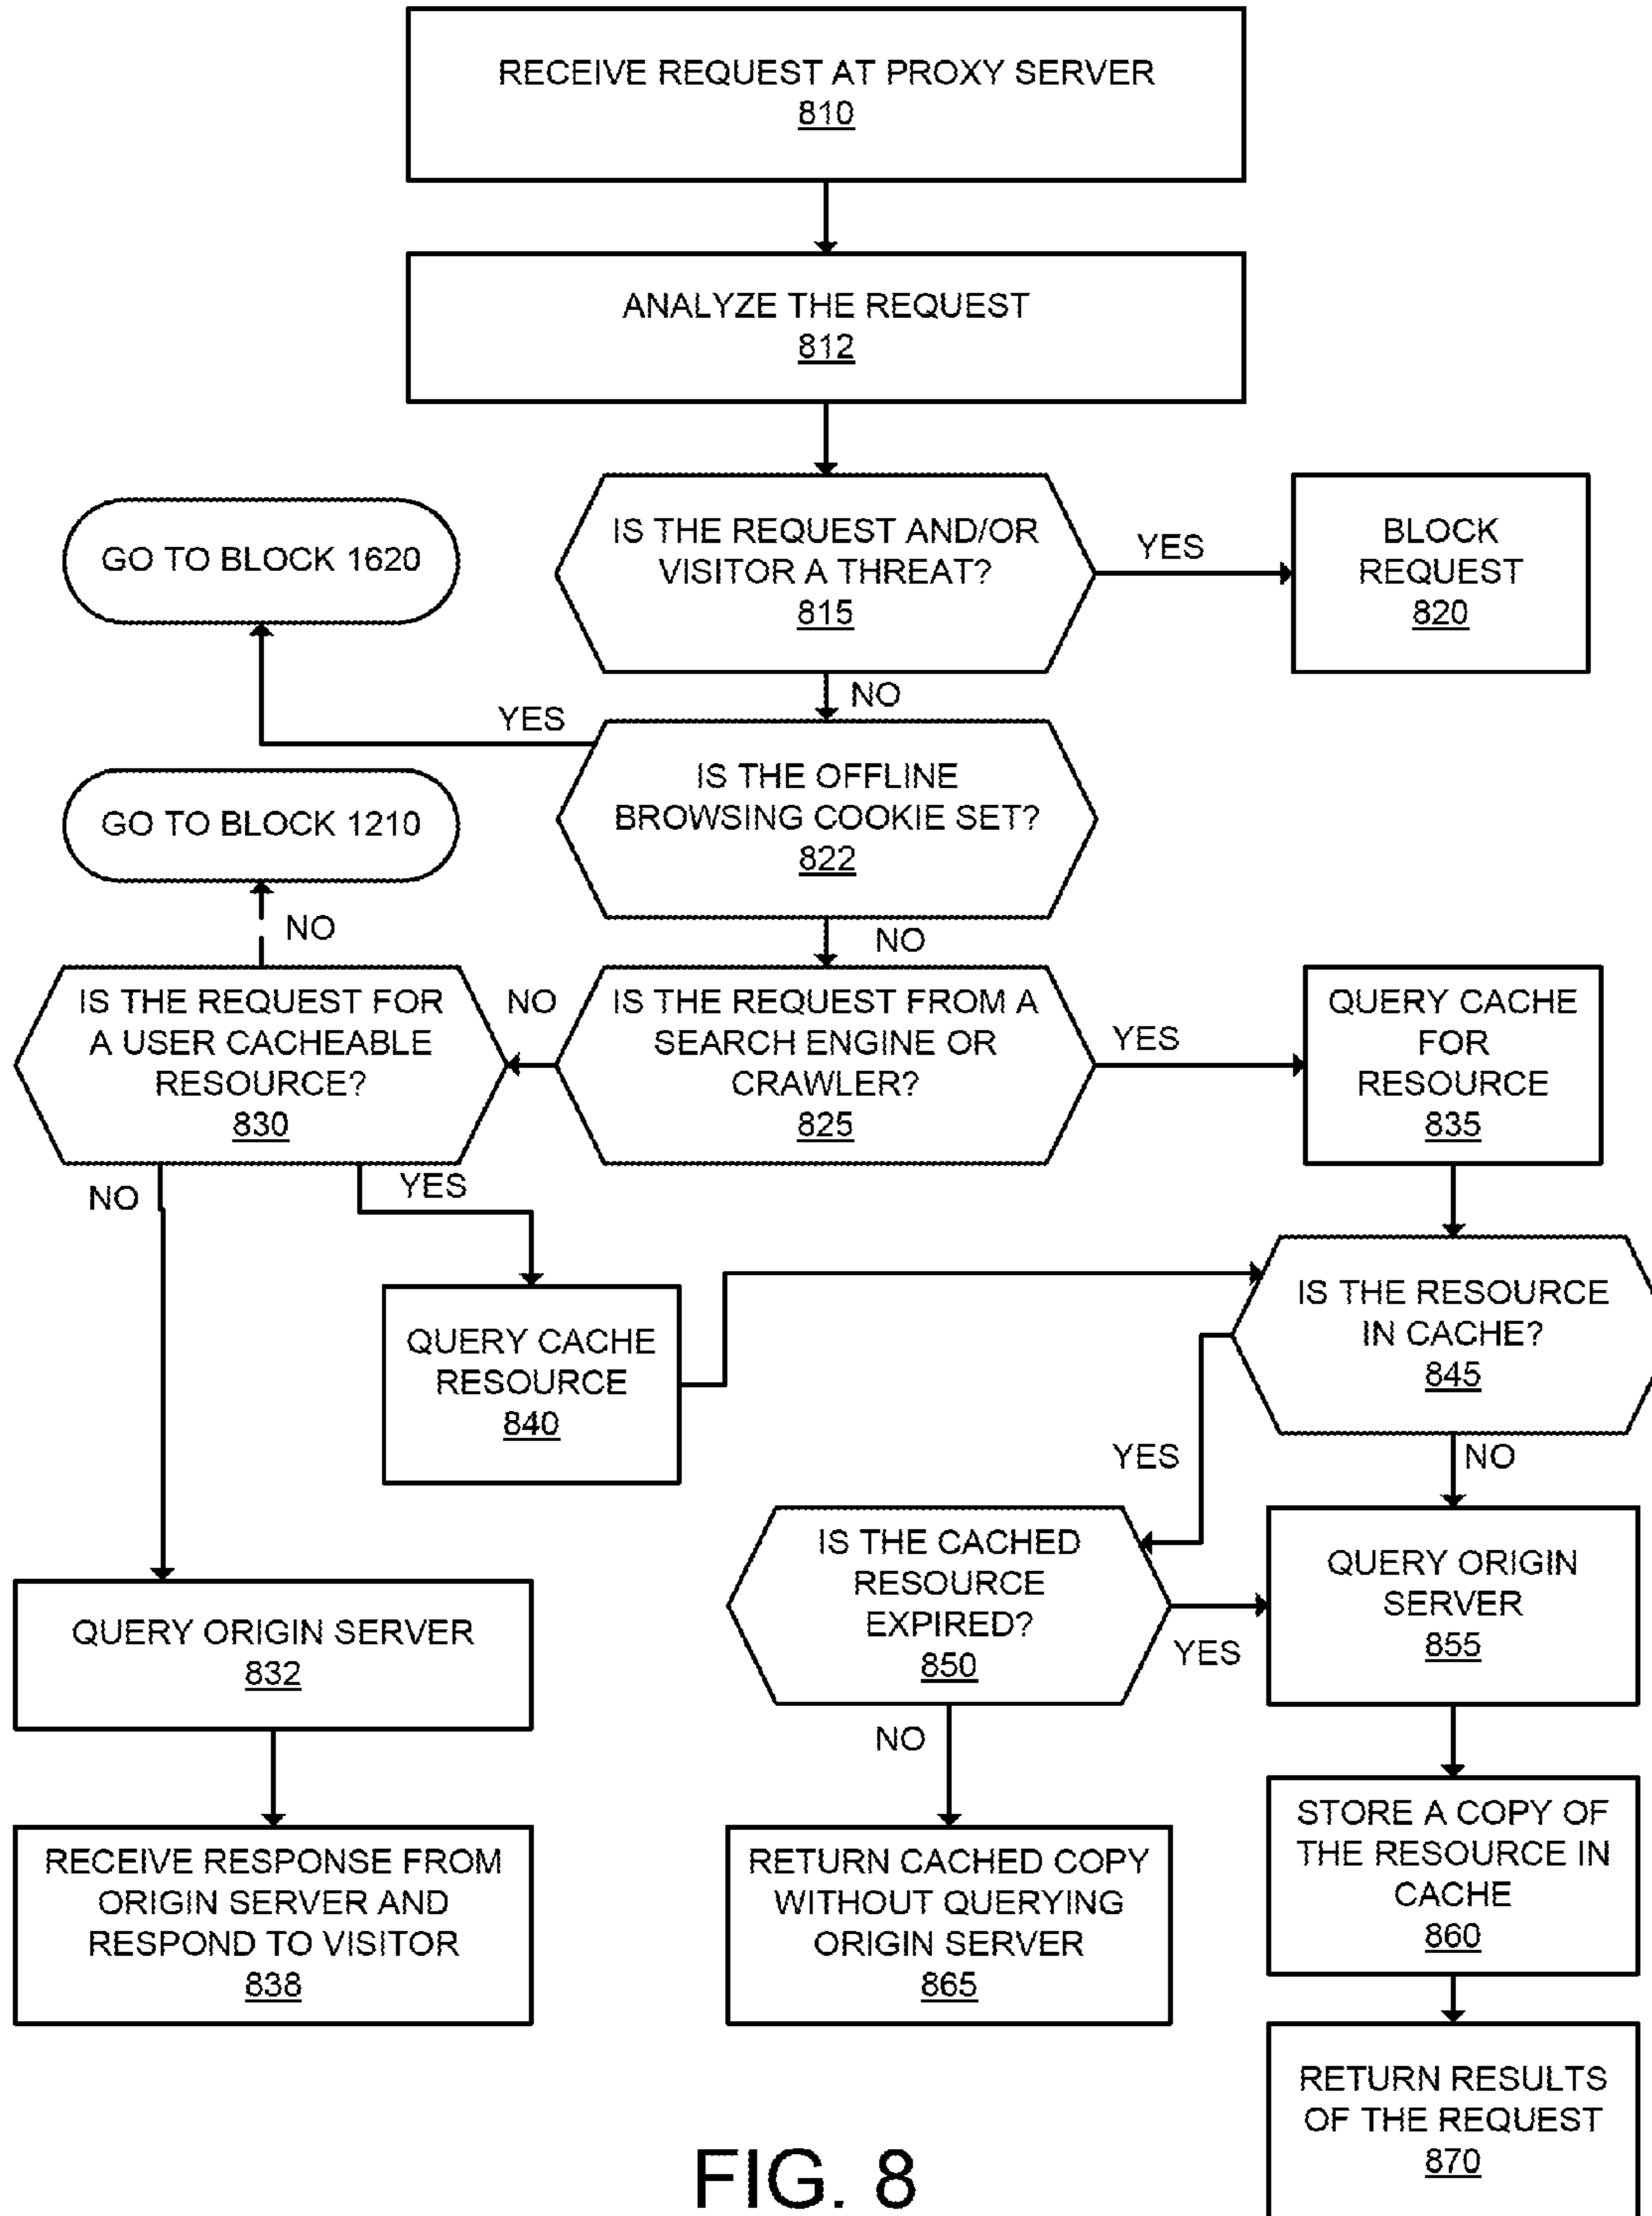 RECEIVE REQUEST AT PROXY SERVER
810
ANALYZE THE REQUEST
812
IS THE REQUEST AND/OR
VISITOR A THREAT?
815
YES
BLOCK
REQUEST
820
GO TO BLOCK 1620
NO
YES
IS THE OFFLINE
BROWSING COOKIE SET?
822
GO TO BLOCK 1210
NO
NO
IS THE REQUEST FOR
A USER CACHEABLE
RESOURCE?
830
NO
IS THE REQUEST FROM A
SEARCH ENGINE OR
CRAWLER?
825
YES
QUERY CACHE
FOR
RESOURCE
835
NO
YES
QUERY CACHE
RESOURCE
840
IS THE RESOURCE
IN CACHE?
845
YES
NO
IS THE CACHED
RESOURCE
EXPIRED?
850
YES
QUERY ORIGIN
SERVER
855
QUERY ORIGIN SERVER
832
NO
STORE A COPY OF
THE RESOURCE IN
CACHE
860
RECEIVE RESPONSE FROM
ORIGIN SERVER AND
RESPOND TO VISITOR
838
RETURN CACHED COPY
WITHOUT QUERYING
ORIGIN SERVER
865
RETURN RESULTS
OF THE REQUEST
870
FIG. 8